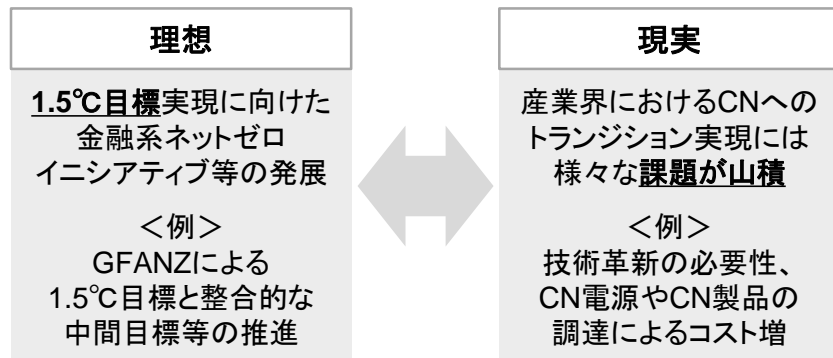 理想
1.5℃目標実現に向けた
金融系ネットゼロ
イニシアティブ等の発展
＜例＞
GFANZによる
1.5℃目標と整合的な
中間目標等の推進
現実
産業界におけるCNへの
トランジション実現には
様々な課題が山積
＜例＞
技術革新の必要性、
CN電源やCN製品の
調達によるコスト増